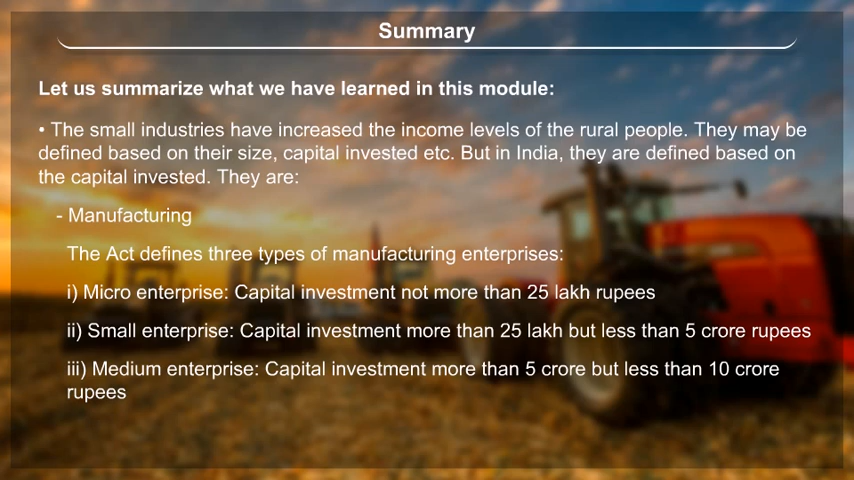 Summary
Let us summarize what we have learned in this module:
• The small industries have increased the income levels of the rural people. They may be
defined based on their size, capital invested etc. But in India, they are defined based on
the capital invested. They are:
- Manufacturing
The Act defines three types of manufacturing enterprises:
i) Micro enterprise: Capital investment not more than 25 lakh rupees
ii) Small enterprise: Capital investment more than 25 lakh but less than 5 crore rupees
iii) Medium enterprise: Capital investment more than 5 crore but less than 10 crore
rupees